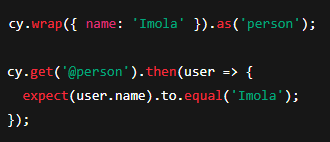 cy.wrap({ name: 'Imola' }).as('person');
cy.get('@person').then(user => {
  expect(user.name).to.equal('Imola');
});